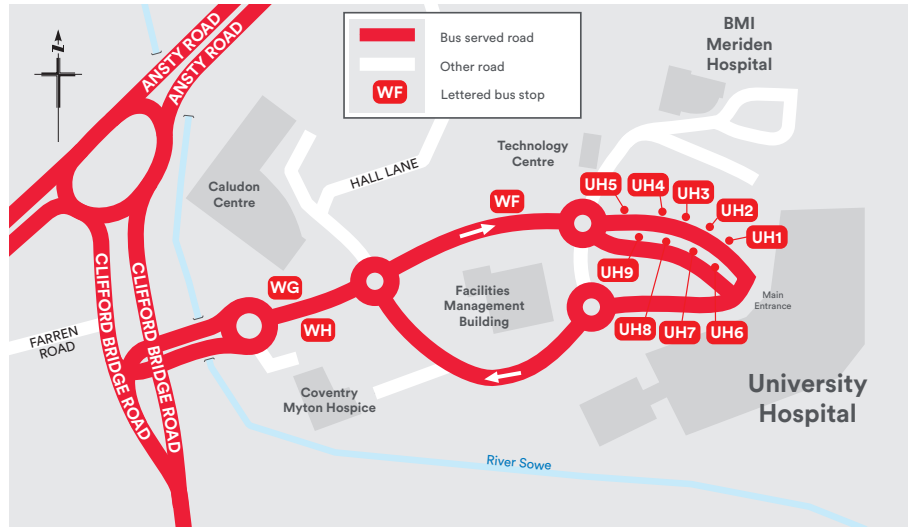 ANSTY ROAD
ANSTY ROAD
N
Bus served road
Other road
WF
Lettered bus stop
BMI
Meriden
Hospital
Technology
Centre
HALL LANE
Caludon
Centre
WF
UH5
UH4
UH3
UH2
UH1
UH9
UH8
UH7
UH6
Main
Entrance
WG
WH
Facilities
Management
Building
CLIFFORD BRIDGE ROAD
CLIFFORD BRIDGE ROAD
FARREN
ROAD
Coventry
Myton Hospice
University
Hospital
River Sowe